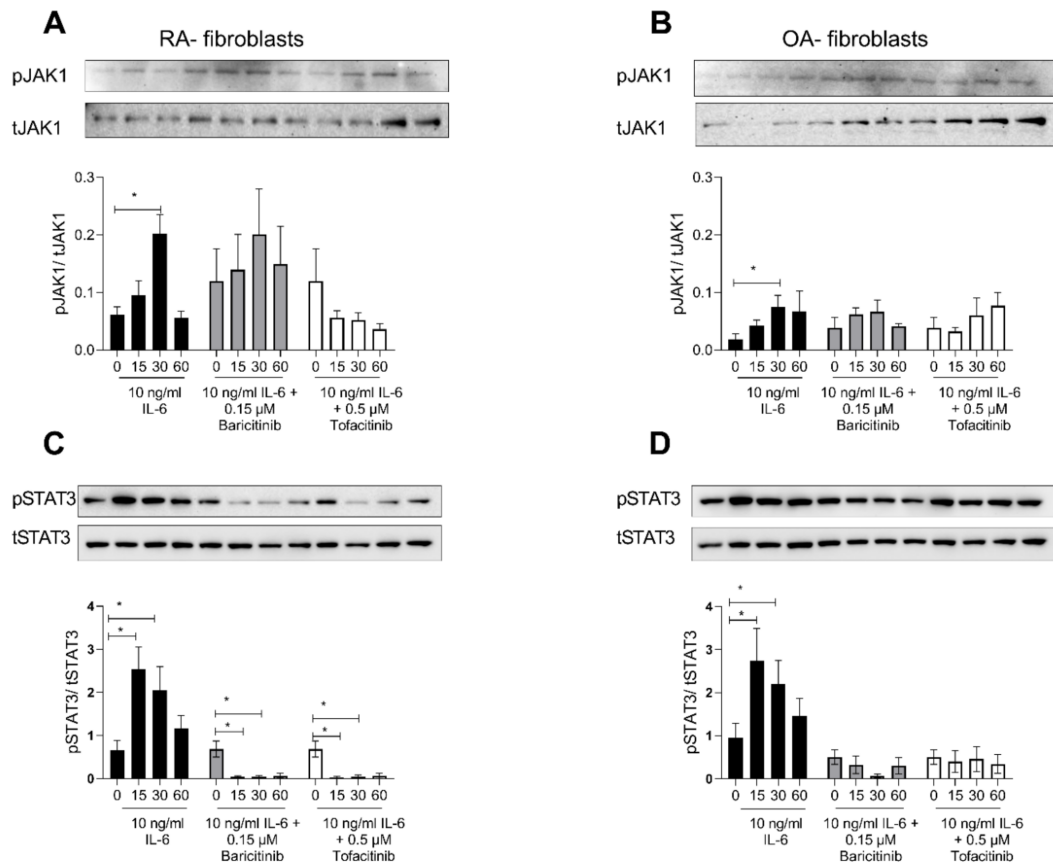 A
RA- fibroblasts
pJAK1
tJAK1
pJAK1/ tJAK1
0.3
0.2
0.1
0.0
*
0 15 30 60 0 15 30 60 0 15 30 60
10 ng/ml
IL-6
10 ng/ml IL-6 +
0.15 µM
Baricitinib
10 ng/ml IL-6
+ 0.5 µM
Tofacitinib
B
OA- fibroblasts
pJAK1
tJAK1
pJAK1/ tJAK1
0.3
0.2
0.1
0.0
*
0 15 30 60 0 15 30 60 0 15 30 60
10 ng/ml
IL-6
10 ng/ml IL-6 +
0.15 µM
Baricitinib
10 ng/ml IL-6
+ 0.5 µM
Tofacitinib
C
pSTAT3
tSTAT3
pSTAT3/ tSTAT3
4
3
2
1
0
*
*
*
*
*
*
0 15 30 60 0 15 30 60 0 15 30 60
10 ng/ml
IL-6
10 ng/ml IL-6 +
0.15 µM
Baricitinib
10 ng/ml IL-6
+ 0.5 µM
Tofacitinib
D
pSTAT3
tSTAT3
pSTAT3/ tSTAT3
4
3
2
1
0
*
*
0 15 30 60 0 15 30 60 0 15 30 60
10 ng/ml
IL-6
10 ng/ml IL-6 +
0.15 µM
Baricitinib
10 ng/ml IL-6
+ 0.5 µM
Tofacitinib